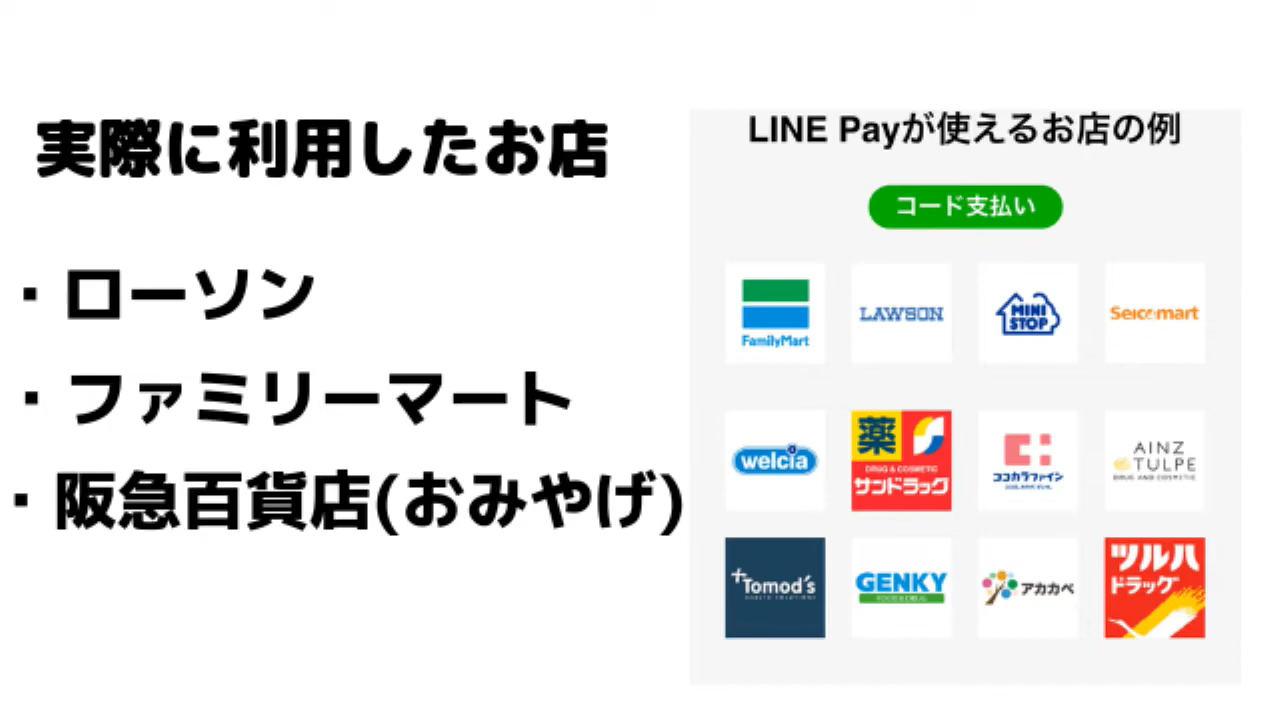 実際に利用したお店
・ローソン
・ファミリーマート
・阪急百貨店(おみやげ)
LINE Payが使えるお店の例
コード支払い
FamilyMart
LAWSON
MINI
STOP
Seicomart
welcia
薬
DRUG & COSMETIC
サンドラッグ
ココカラファイン
AINZ
TULPE
DRUG AND COSMETIC
Tomod's
GENKY
アカカベ
ツルハ
ドラッグ